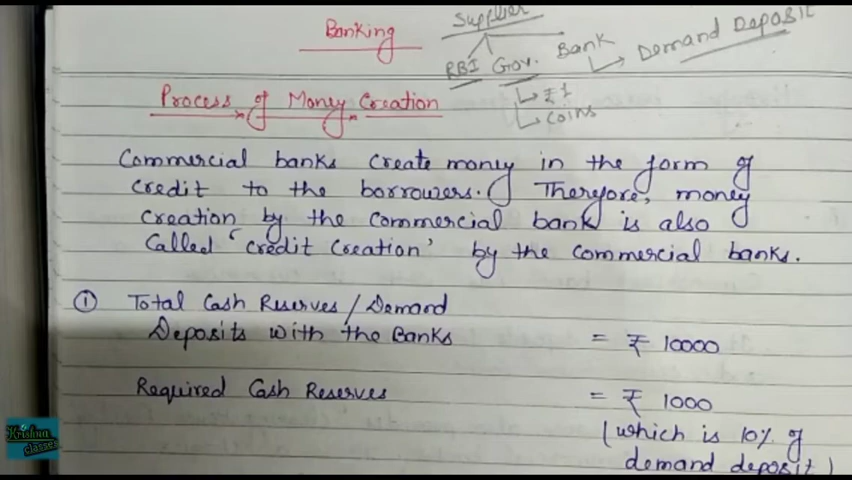 Banking
Supplier
RBI Gov. Bank
Demand Deposit
₹1
Coins
Process of Money Creation
Commercial banks create money in the form of
credit to the borrowers. Therefore, money
creation by the commercial bank is also
called 'credit creation' by the commercial banks.
① Total Cash Reserves / Demand
Deposits with the Banks = ₹ 10000
Required Cash Reserves = ₹ 1000
(which is 10% of
demand deposit)
Krishna
classes